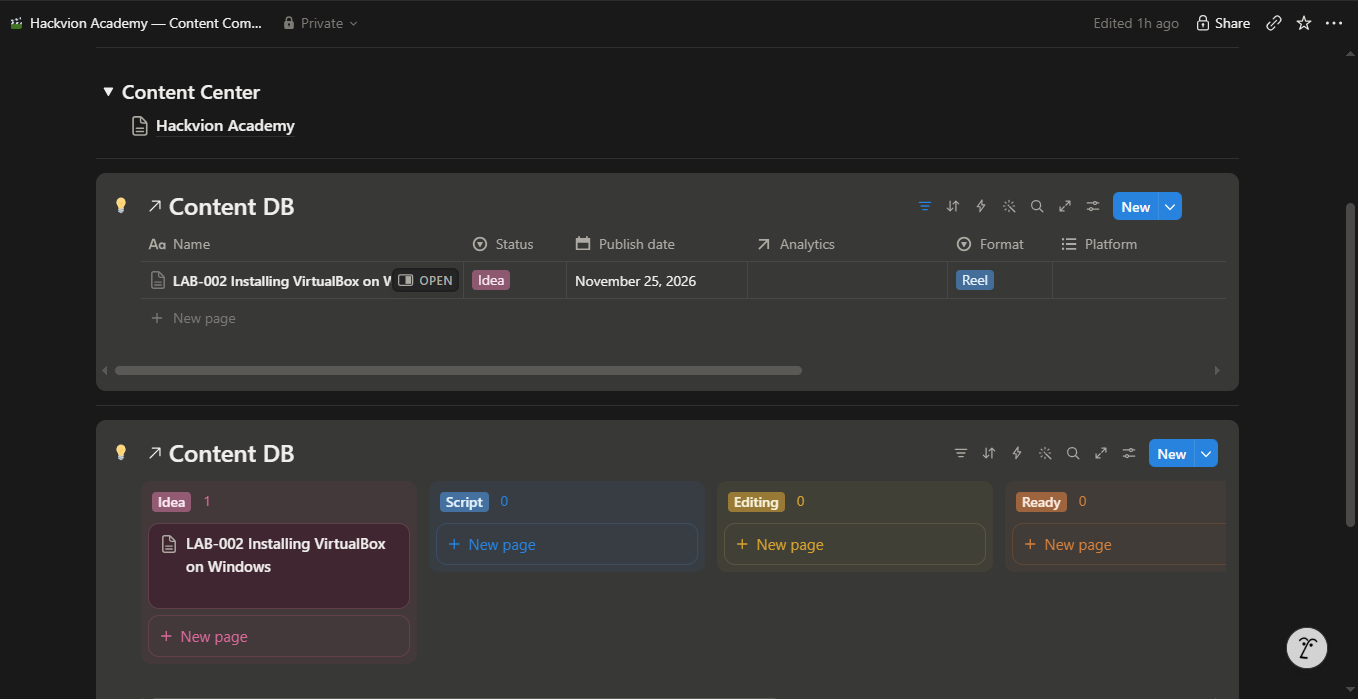 Hackvion Academy — Content Com... Private Edited 1h ago Share
Content Center
Hackvion Academy
Content DB New
Aa Name Status Publish date Analytics Format Platform
LAB-002 Installing VirtualBox on W OPEN Idea November 25, 2026 Reel
+ New page
Content DB New
Idea 1 Script 0 Editing 0 Ready 0
LAB-002 Installing VirtualBox
on Windows
+ New page + New page + New page
+ New page